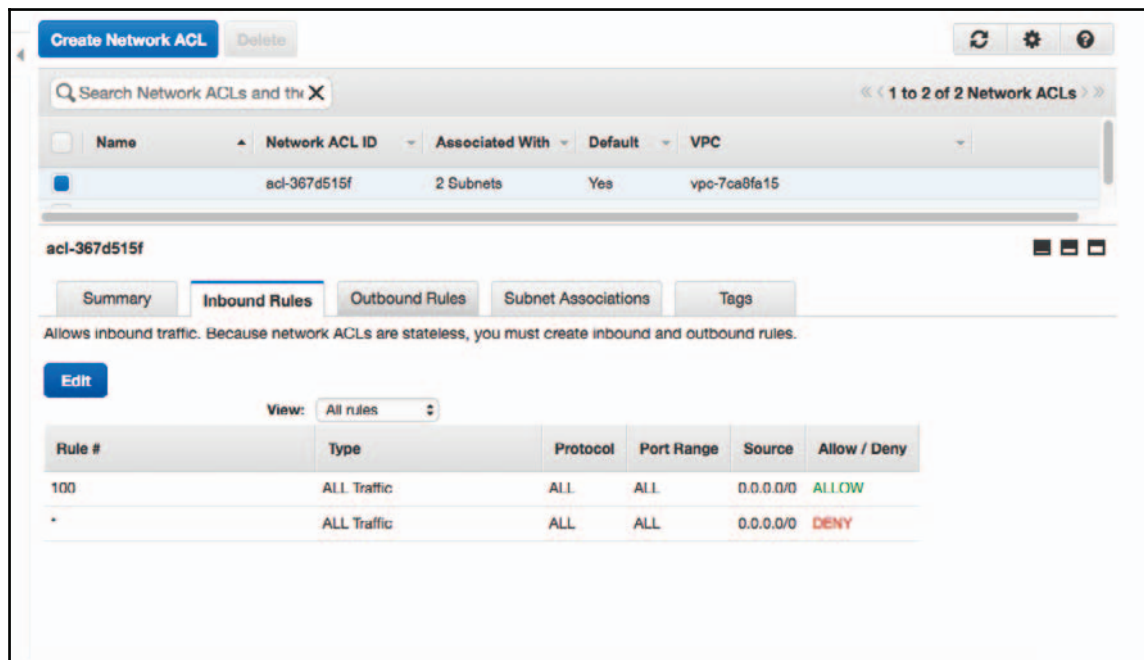 Create Network ACL Delete
Search Network ACLs and the 1 to 2 of 2 Network ACLs
Name Network ACL ID Associated With Default VPC
acl-367d515f 2 Subnets Yes vpc-7ca8fa15
acl-367d515f
Summary Inbound Rules Outbound Rules Subnet Associations Tags
Allows inbound traffic. Because network ACLs are stateless, you must create inbound and outbound rules.
Edit
View: All rules
Rule # Type Protocol Port Range Source Allow / Deny
100 ALL Traffic ALL ALL 0.0.0.0/0 ALLOW
* ALL Traffic ALL ALL 0.0.0.0/0 DENY